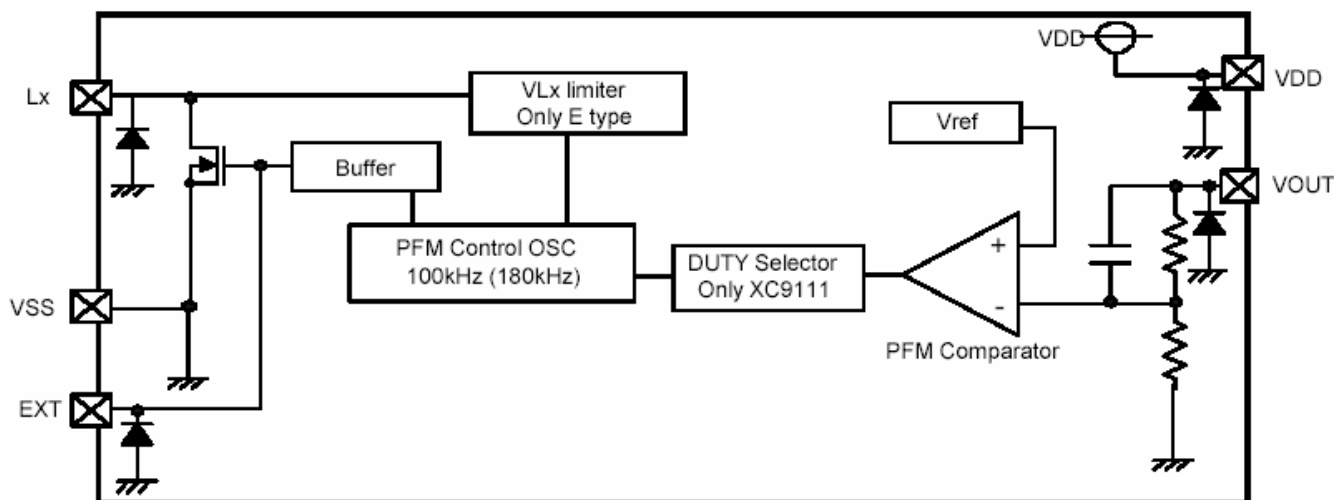 VDD
VDD
Lx
VLx limiter
Only E type
Vref
Buffer
VOUT
PFM Control OSC
100kHz (180kHz)
DUTY Selector
Only XC9111
+
-
PFM Comparator
VSS
EXT